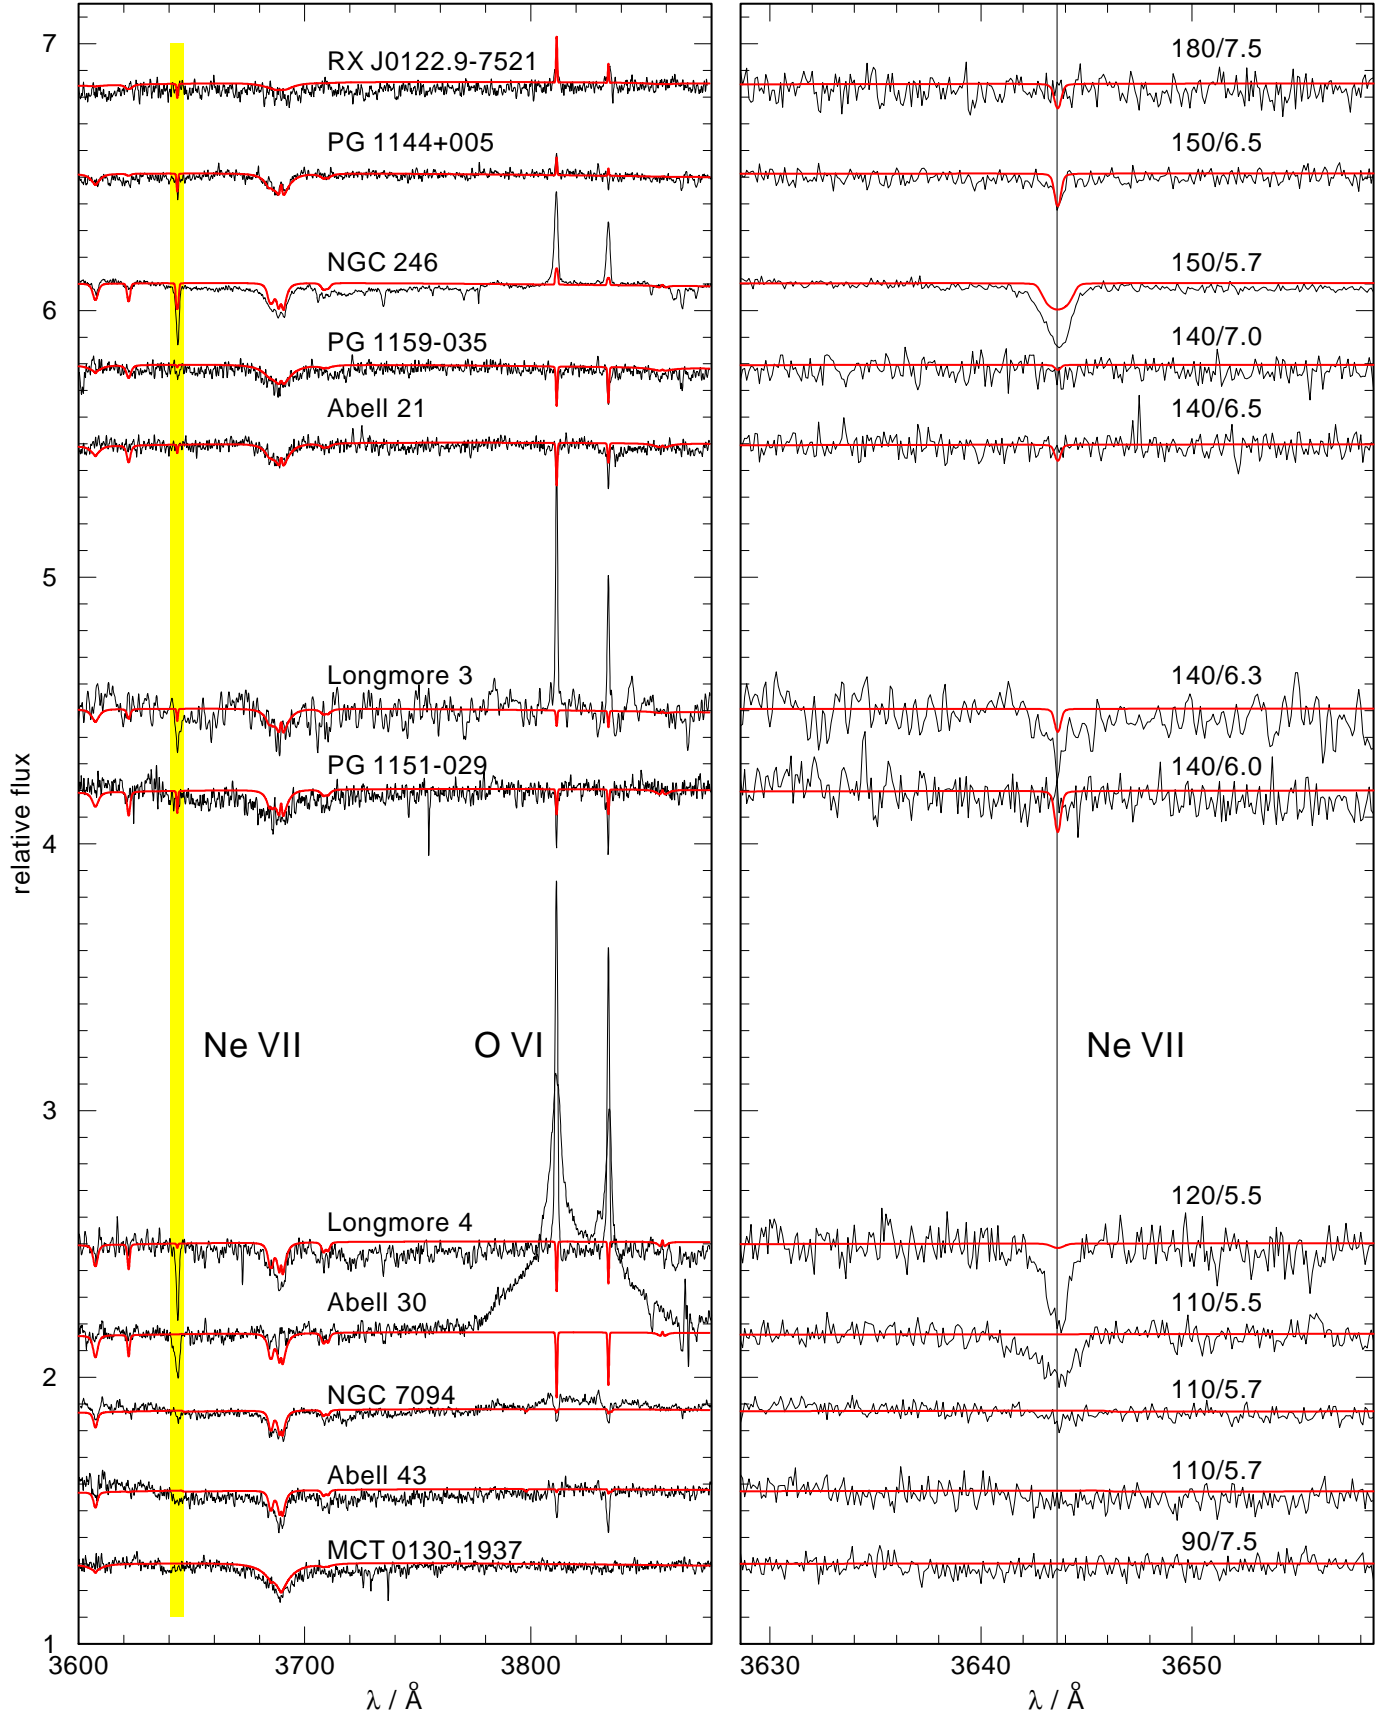 7
6
5
4
3
2
1
relative flux
RX J0122.9-7521
PG 1144+005
NGC 246
PG 1159-035
Abell 21
Longmore 3
PG 1151-029
Ne VII
O VI
Longmore 4
Abell 30
NGC 7094
Abell 43
MCT 0130-1937
3600
3700
3800
λ / Å
180/7.5
150/6.5
150/5.7
140/7.0
140/6.5
140/6.3
140/6.0
Ne VII
120/5.5
110/5.5
110/5.7
110/5.7
90/7.5
3630
3640
3650
λ / Å